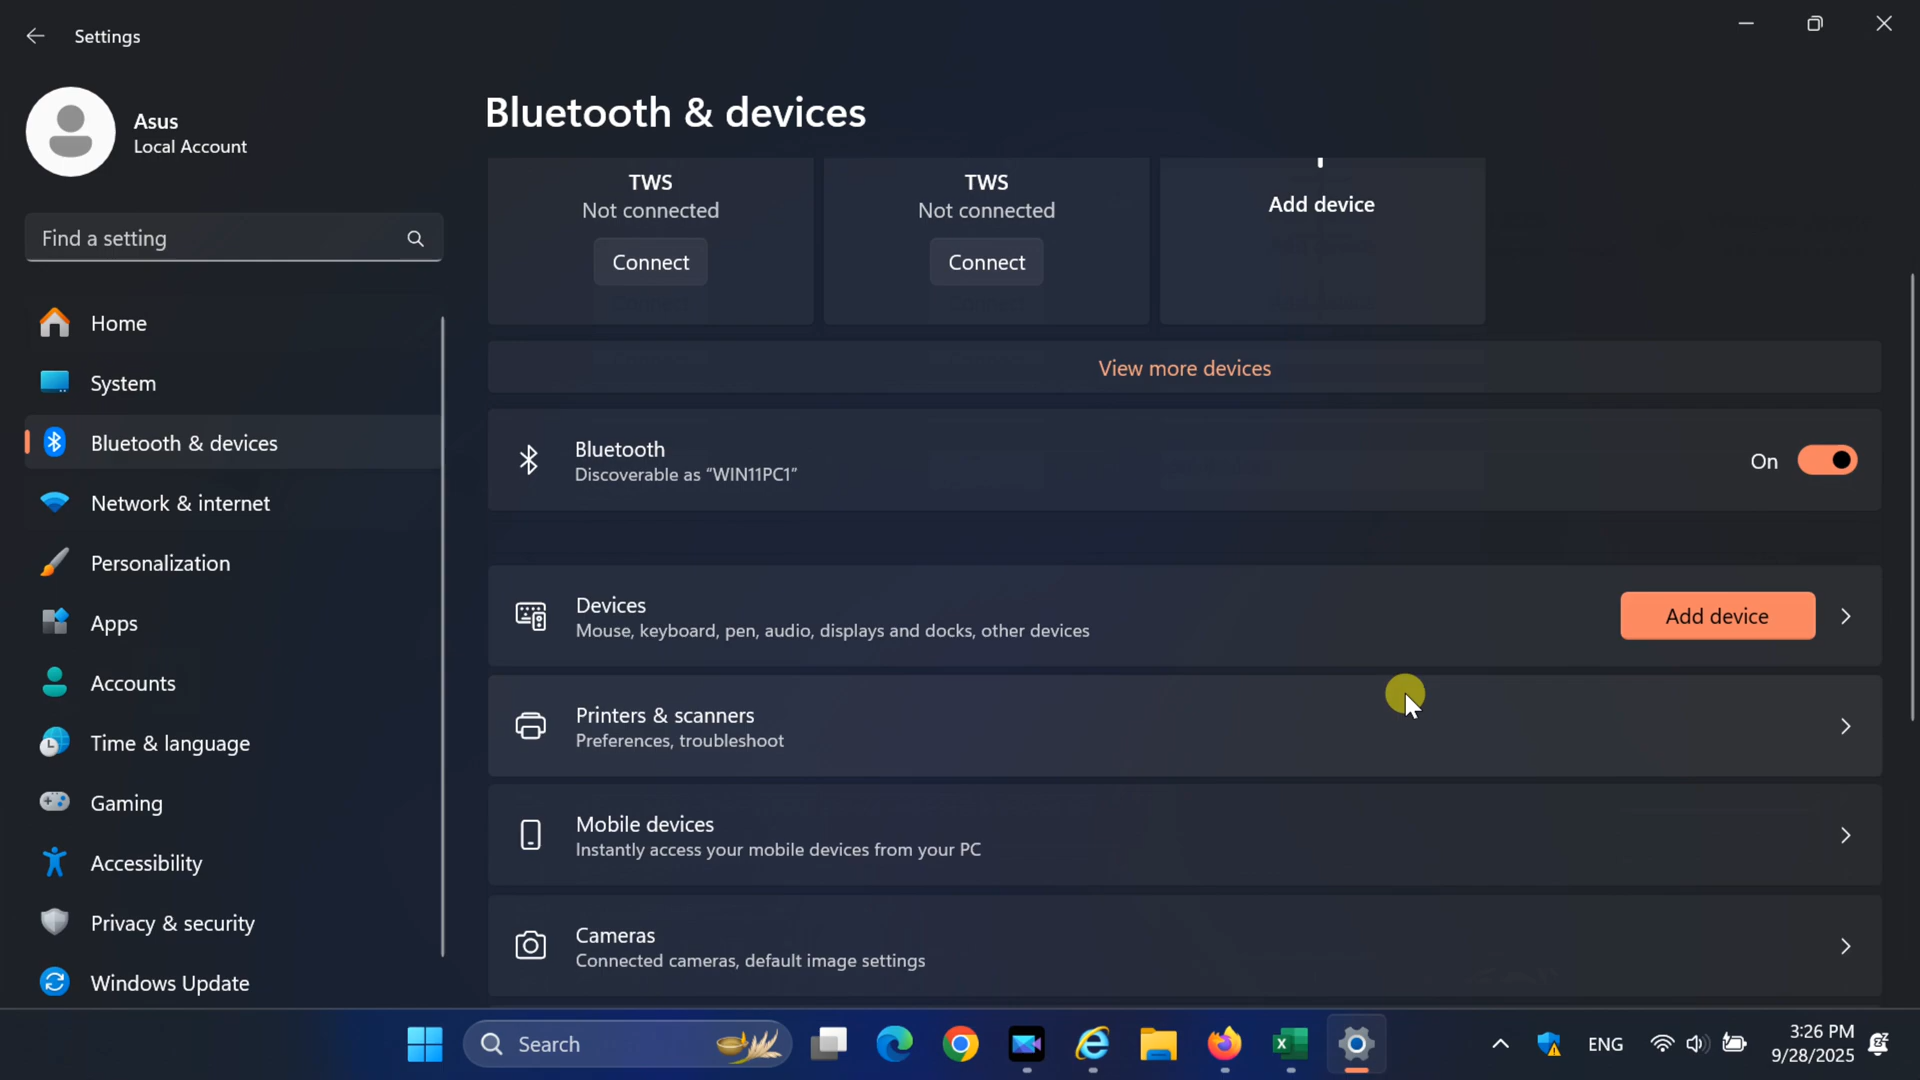 Settings
Asus
Local Account
Find a setting
Home
System
Bluetooth & devices
Network & internet
Personalization
Apps
Accounts
Time & language
Gaming
Accessibility
Privacy & security
Windows Update
Bluetooth & devices
TWS
Not connected
Connect
TWS
Not connected
Connect
Add device
View more devices
Bluetooth
Discoverable as “WIN11PC1”
On
Devices
Mouse, keyboard, pen, audio, displays and docks, other devices
Add device
Printers & scanners
Preferences, troubleshoot
Mobile devices
Instantly access your mobile devices from your PC
Cameras
Connected cameras, default image settings
Search
ENG
3:26 PM
9/28/2025